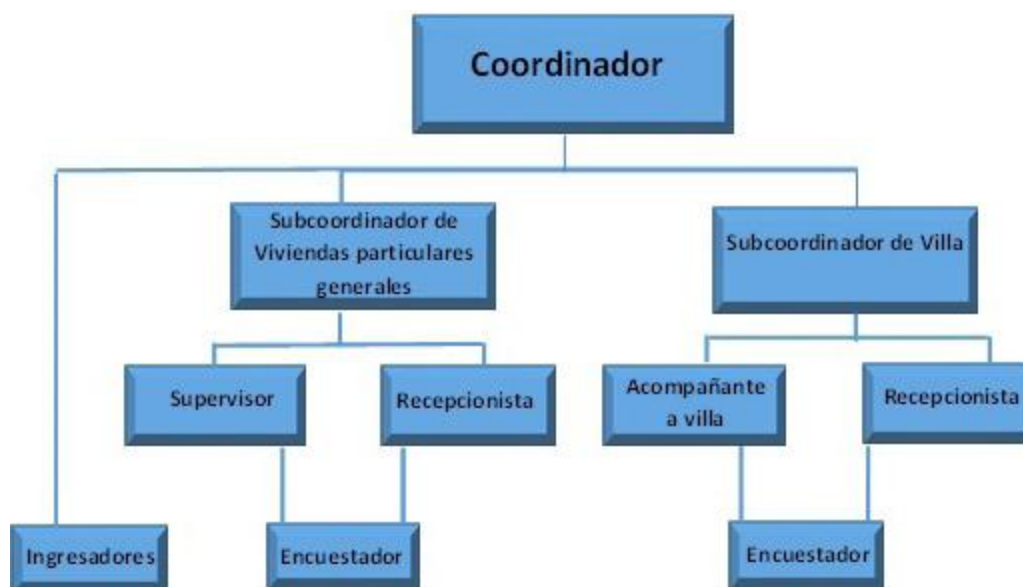 Coordinador
Subcoordinador de
Viviendas particulares
generales
Subcoordinador de Villa
Supervisor
Recepcionista
Acompañante
a villa
Recepcionista
Ingresadores
Encuestador
Encuestador